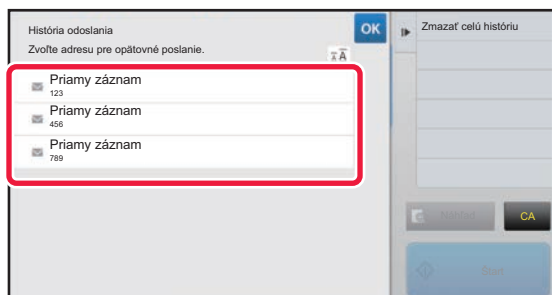 História odoslania
Zvoľte adresu pre opätovné poslanie.
OK
Zmazať celú históriu
Priamy záznam
123
Priamy záznam
456
Priamy záznam
789
CA
Start